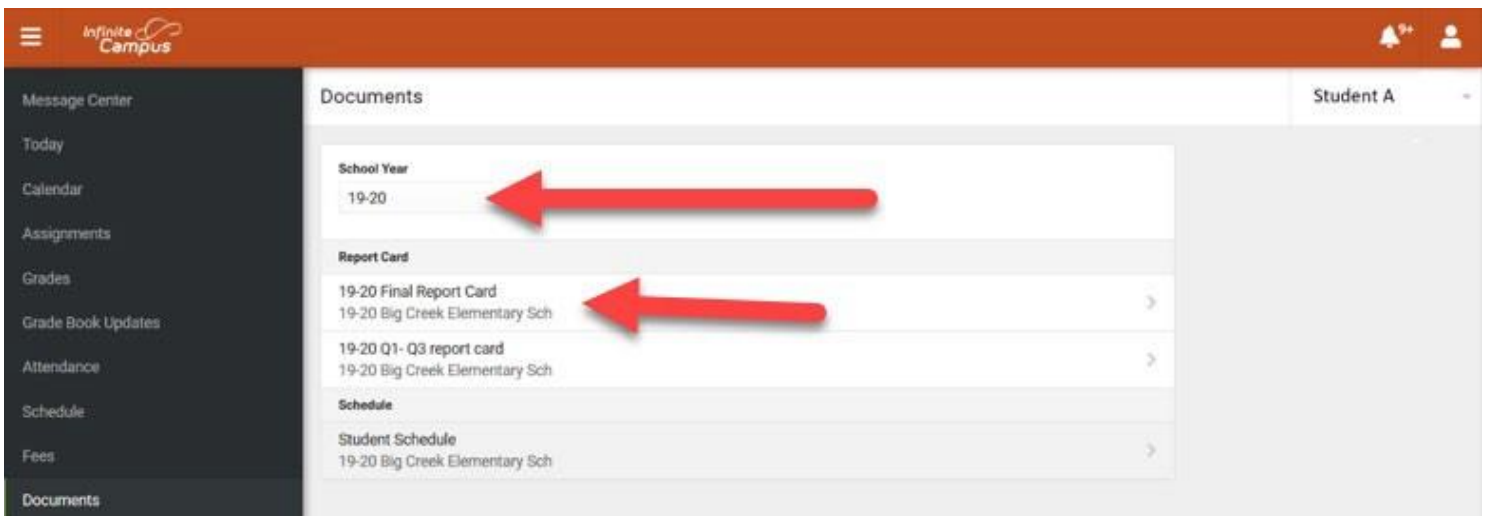 Infinite
Campus
9+
Message Center
Today
Calendar
Assignments
Grades
Grade Book Updates
Attendance
Schedule
Fees
Documents
Documents
Student A
School Year
19-20
Report Card
19-20 Final Report Card
19-20 Big Creek Elementary Sch
19-20 Q1- Q3 report card
19-20 Big Creek Elementary Sch
Schedule
Student Schedule
19-20 Big Creek Elementary Sch